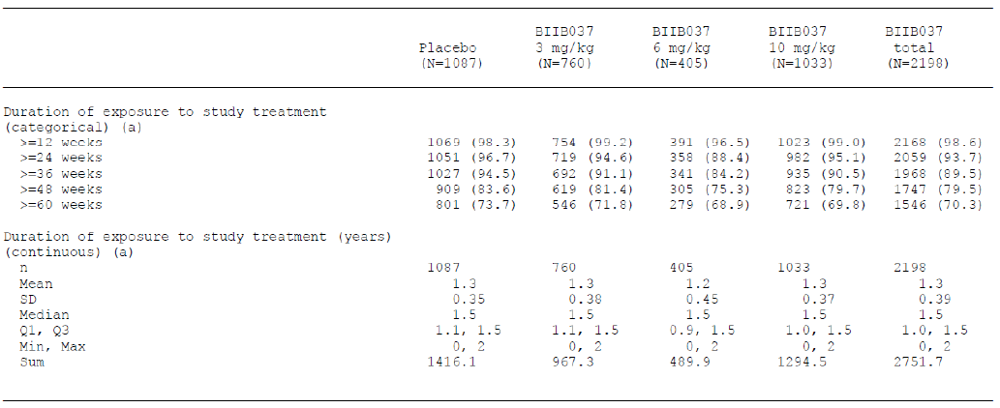 BIIB037 BIIB037 BIIB037 BIIB037
Placebo 3 mg/kg 6 mg/kg 10 mg/kg total
(N=1087) (N=760) (N=405) (N=1033) (N=2198)
Duration of exposure to study treatment
(categorical) (a)
>=12 weeks 1069 (98.3) 754 (99.2) 391 (96.5) 1023 (99.0) 2168 (98.6)
>=24 weeks 1051 (96.7) 719 (94.6) 358 (88.4) 982 (95.1) 2059 (93.7)
>=36 weeks 1027 (94.5) 692 (91.1) 341 (84.2) 935 (90.5) 1968 (89.5)
>=48 weeks 909 (83.6) 619 (81.4) 305 (75.3) 823 (79.7) 1747 (79.5)
>=60 weeks 801 (73.7) 546 (71.8) 279 (68.9) 721 (69.8) 1546 (70.3)
Duration of exposure to study treatment (years)
(continuous) (a)
n 1087 760 405 1033 2198
Mean 1.3 1.3 1.2 1.3 1.3
SD 0.35 0.38 0.45 0.37 0.39
Median 1.5 1.5 1.5 1.5 1.5
Q1, Q3 1.1, 1.5 1.1, 1.5 0.9, 1.5 1.0, 1.5 1.0, 1.5
Min, Max 0, 2 0, 2 0, 2 0, 2 0, 2
Sum 1416.1 967.3 489.9 1294.5 2751.7